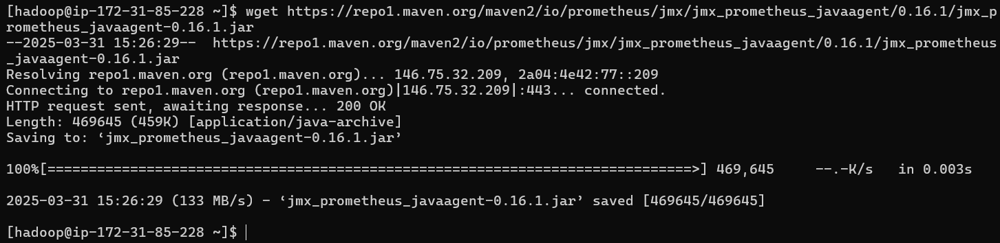 [hadoop@ip-172-31-85-228 ~]$ wget https://repo1.maven.org/maven2/io/prometheus/jmx/jmx_prometheus_javaagent/0.16.1/jmx_p
rometheus_javaagent-0.16.1.jar
--2025-03-31 15:26:29--  https://repo1.maven.org/maven2/io/prometheus/jmx/jmx_prometheus_javaagent/0.16.1/jmx_prometheus
_javaagent-0.16.1.jar
Resolving repo1.maven.org (repo1.maven.org)... 146.75.32.209, 2a04:4e42:77::209
Connecting to repo1.maven.org (repo1.maven.org)|146.75.32.209|:443... connected.
HTTP request sent, awaiting response... 200 OK
Length: 469645 (459K) [application/java-archive]
Saving to: ‘jmx_prometheus_javaagent-0.16.1.jar’
100%[==============================================================================>] 469,645     --.-K/s   in 0.003s
2025-03-31 15:26:29 (133 MB/s) - ‘jmx_prometheus_javaagent-0.16.1.jar’ saved [469645/469645]
[hadoop@ip-172-31-85-228 ~]$